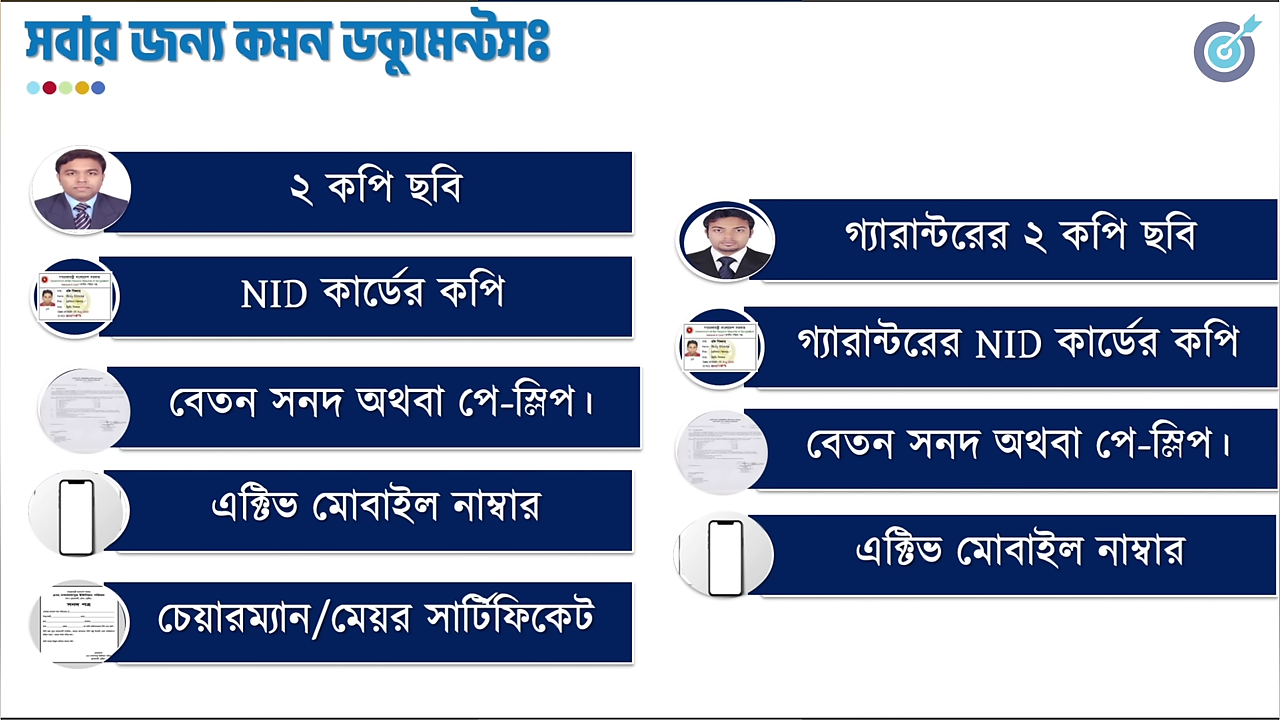 সবার জন্য কমন ডকুমেন্টসঃ
২ কপি ছবি
NID কার্ডের কপি
বেতন সনদ অথবা পে-স্লিপ।
এক্টিভ মোবাইল নাম্বার
চেয়ারম্যান/মেয়র সার্টিফিকেট
গ্যারান্টরের ২ কপি ছবি
গ্যারান্টরের NID কার্ডের কপি
বেতন সনদ অথবা পে-স্লিপ।
এক্টিভ মোবাইল নাম্বার